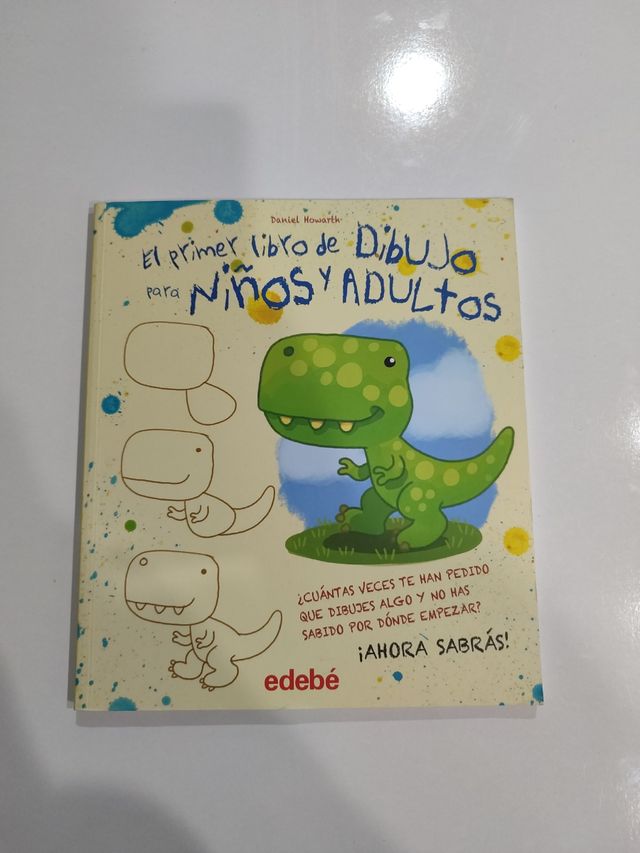 Daniel Howarth
El primer libro de Dibujo
para Niños y Adultos
¿CUÁNTAS VECES TE HAN PEDIDO
QUE DIBUJES ALGO Y NO HAS
SABIDO POR DÓNDE EMPEZAR?
¡AHORA SABRÁS!
edebé